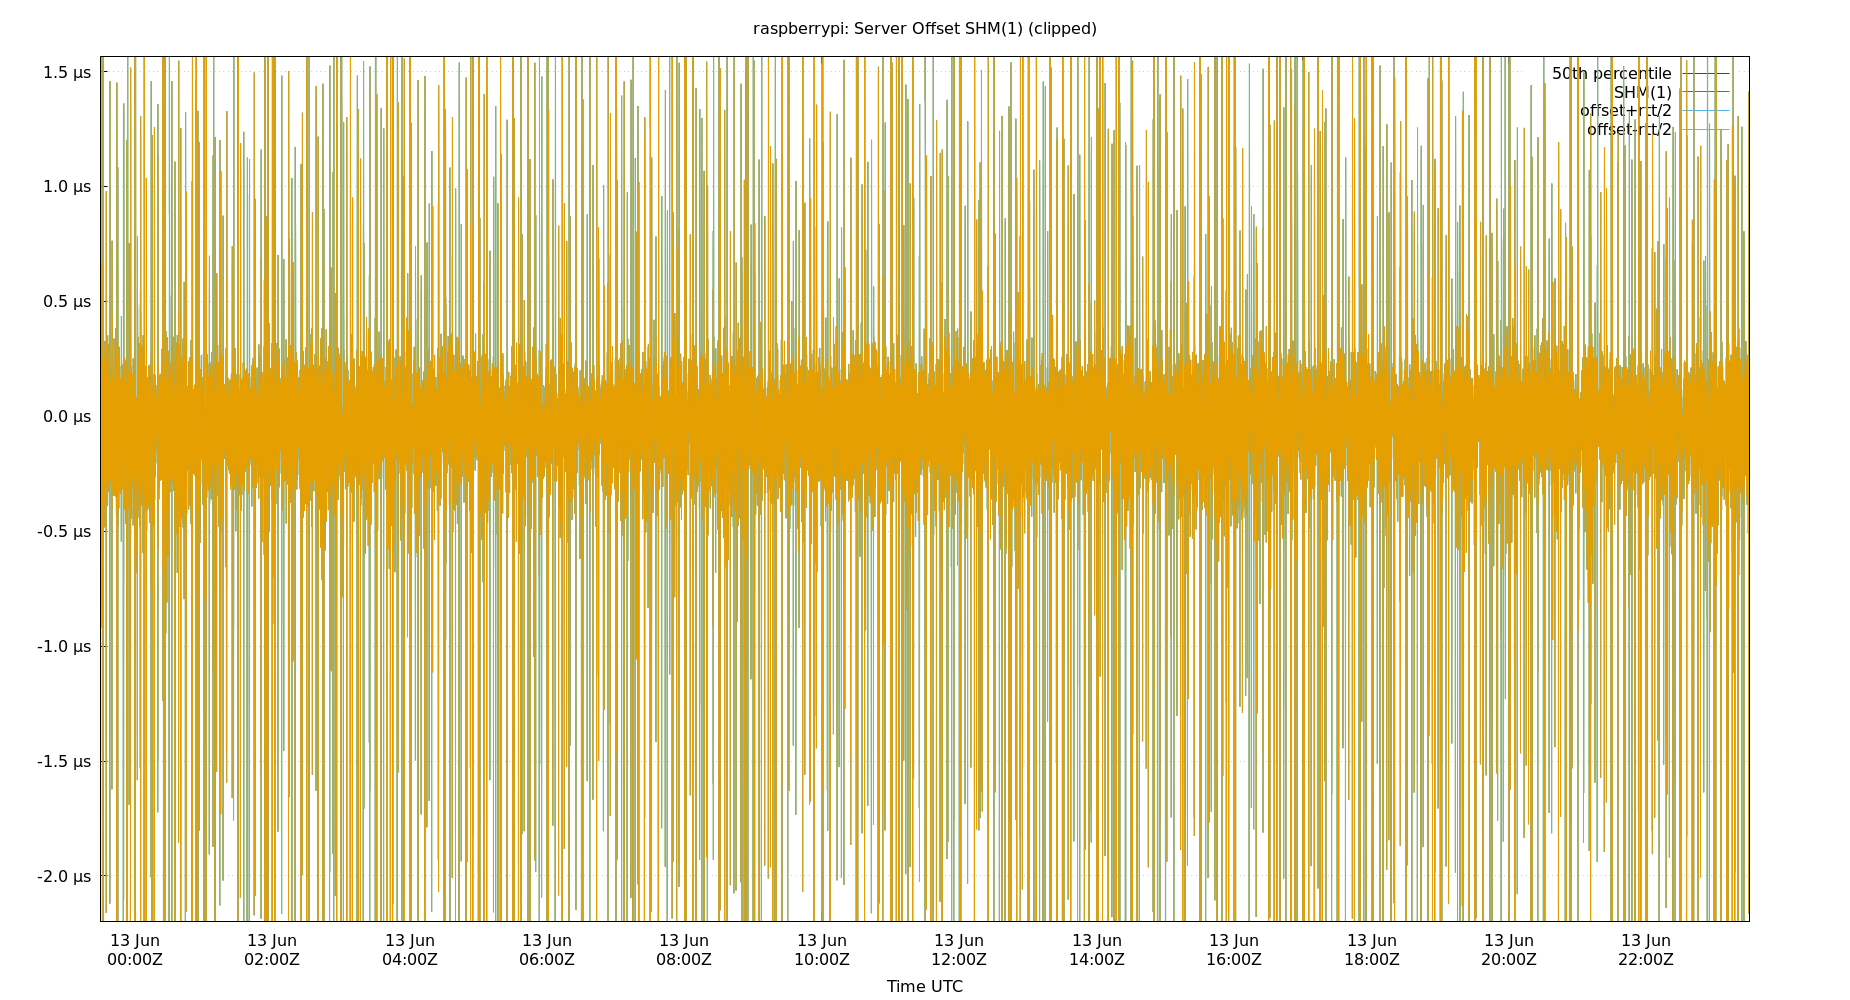 raspberrypi: Server Offset SHM(1) (clipped)
1.5 µs
1.0 µs
0.5 µs
0.0 µs
-0.5 µs
-1.0 µs
-1.5 µs
-2.0 µs
50th percentile
SHM(1)
offset+rtt/2
offset-rtt/2
13 Jun 13 Jun 13 Jun 13 Jun 13 Jun 13 Jun 13 Jun 13 Jun 13 Jun 13 Jun 13 Jun 13 Jun
00:00Z 02:00Z 04:00Z 06:00Z 08:00Z 10:00Z 12:00Z 14:00Z 16:00Z 18:00Z 20:00Z 22:00Z
Time UTC